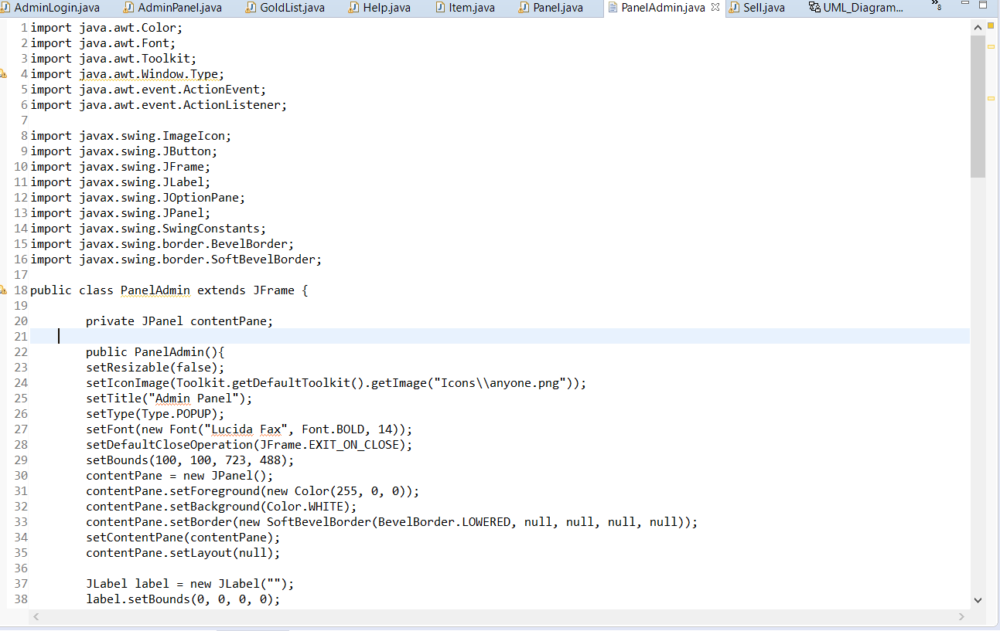 AdminLogin.java AdminPanel.java GoldList.java Help.java Item.java Panel.java PanelAdmin.java Sell.java UML_Diagram... »8
1 import java.awt.Color;
2 import java.awt.Font;
3 import java.awt.Toolkit;
4 import java.awt.Window.Type;
5 import java.awt.event.ActionEvent;
6 import java.awt.event.ActionListener;
7
8 import javax.swing.ImageIcon;
9 import javax.swing.JButton;
10 import javax.swing.JFrame;
11 import javax.swing.JLabel;
12 import javax.swing.JOptionPane;
13 import javax.swing.JPanel;
14 import javax.swing.SwingConstants;
15 import javax.swing.border.BevelBorder;
16 import javax.swing.border.SoftBevelBorder;
17
18 public class PanelAdmin extends JFrame {
19
20 private JPanel contentPane;
21
22 public PanelAdmin(){
23 setResizable(false);
24 setIconImage(Toolkit.getDefaultToolkit().getImage("Icons\\anyone.png"));
25 setTitle("Admin Panel");
26 setType(Type.POPUP);
27 setFont(new Font("Lucida Fax", Font.BOLD, 14));
28 setDefaultCloseOperation(JFrame.EXIT_ON_CLOSE);
29 setBounds(100, 100, 723, 488);
30 contentPane = new JPanel();
31 contentPane.setForeground(new Color(255, 0, 0));
32 contentPane.setBackground(Color.WHITE);
33 contentPane.setBorder(new SoftBevelBorder(BevelBorder.LOWERED, null, null, null, null));
34 setContentPane(contentPane);
35 contentPane.setLayout(null);
36
37 JLabel label = new JLabel("");
38 label.setBounds(0, 0, 0, 0);